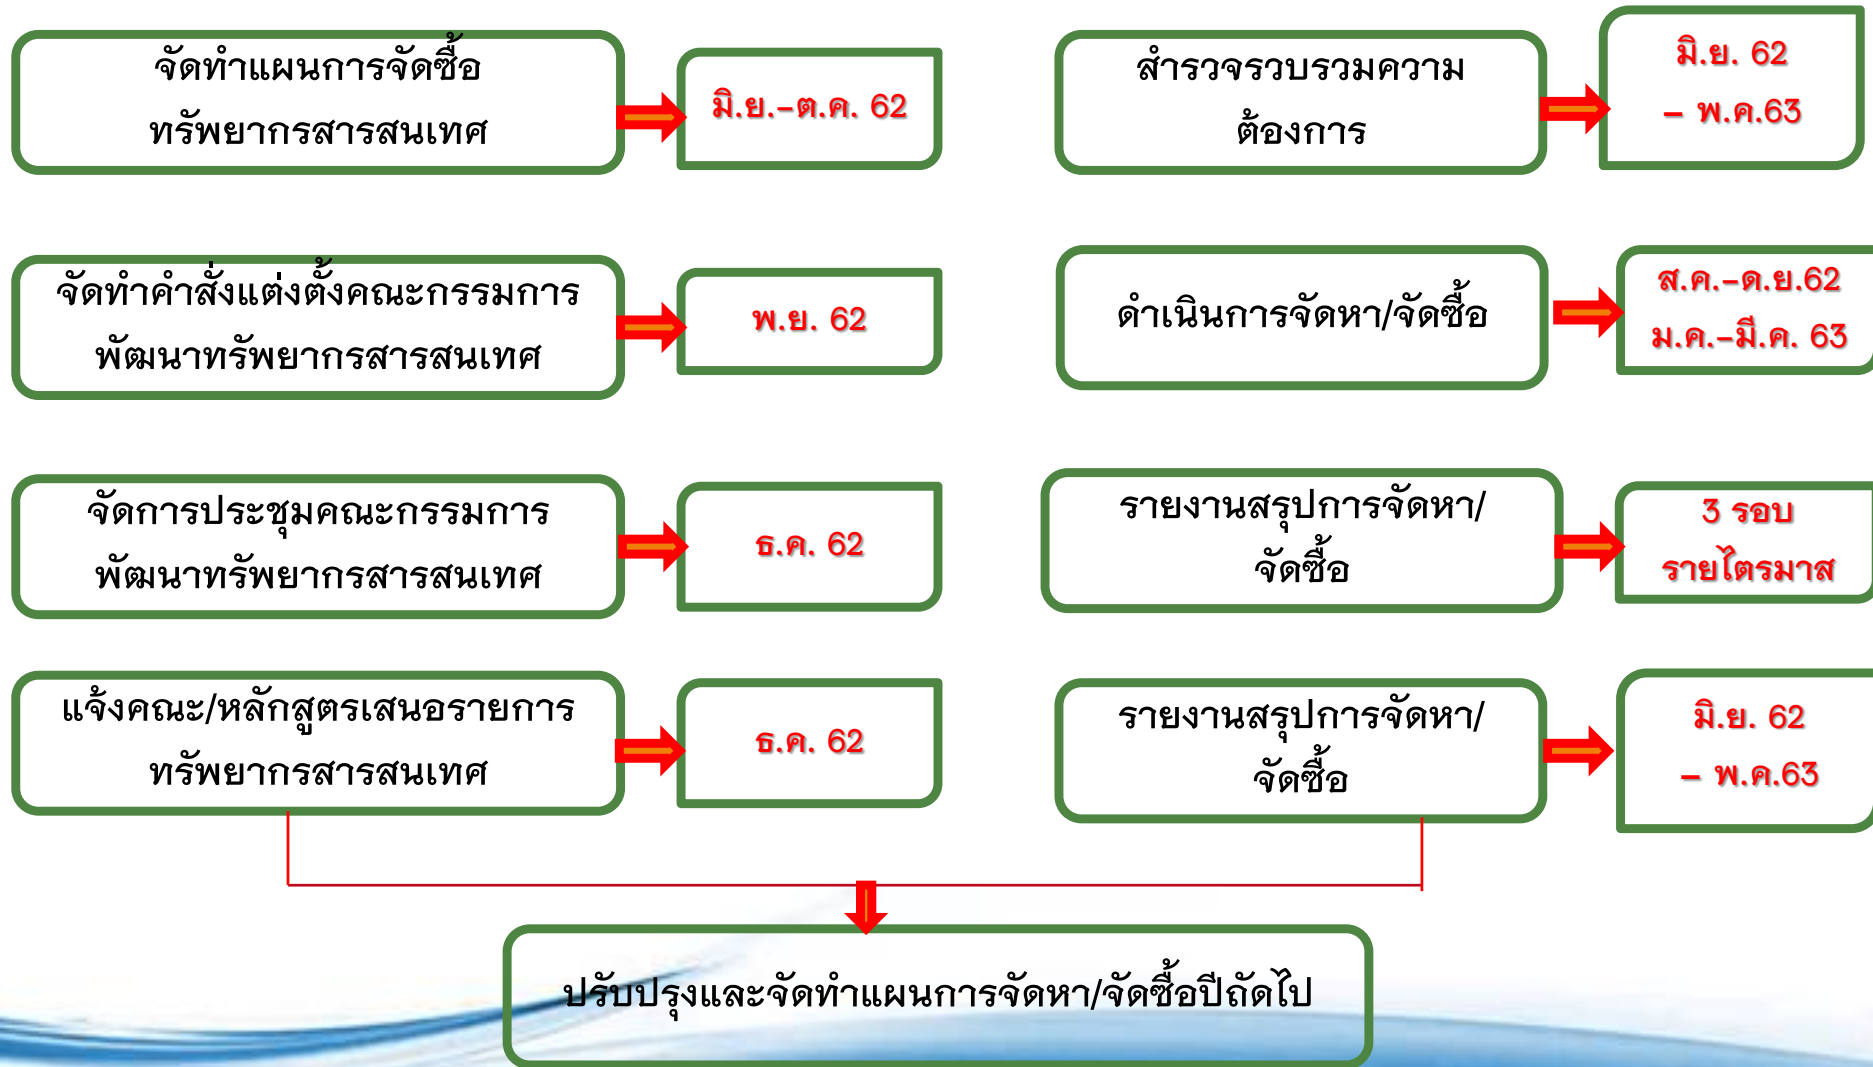 จัดทำแผนการจัดซื้อ
ทรัพยากรสารสนเทศ
มิ.ย.-ต.ค. 62
สำรวจรวบรวมความ
ต้องการ
มิ.ย. 62
– พ.ค.63
จัดทำคำสั่งแต่งตั้งคณะกรรมการ
พัฒนาทรัพยากรสารสนเทศ
พ.ย. 62
ดำเนินการจัดหา/จัดซื้อ
ส.ค.-ด.ย.62
ม.ค.-มี.ค. 63
จัดการประชุมคณะกรรมการ
พัฒนาทรัพยากรสารสนเทศ
ธ.ค. 62
รายงานสรุปการจัดหา/
จัดซื้อ
3 รอบ
รายไตรมาส
แจ้งคณะ/หลักสูตรเสนอรายการ
ทรัพยากรสารสนเทศ
ธ.ค. 62
รายงานสรุปการจัดหา/
จัดซื้อ
มิ.ย. 62
– พ.ค.63
ปรับปรุงและจัดทำแผนการจัดหา/จัดซื้อปีถัดไป